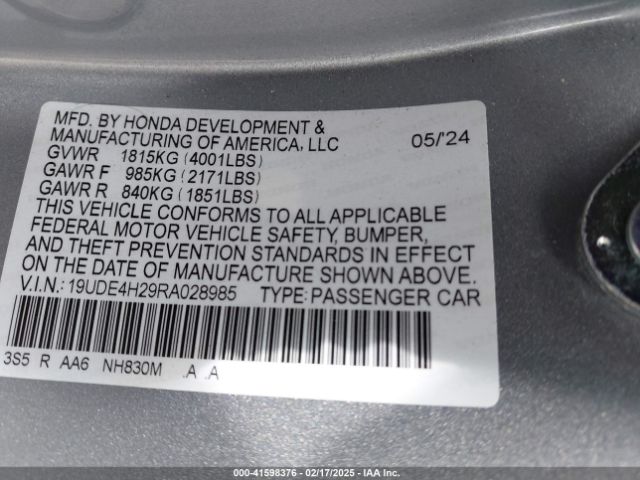 MFD. BY HONDA DEVELOPMENT &
MANUFACTURING OF AMERICA, LLC 05/'24
GVWR 1815KG (4001LBS)
GAWR F 985KG (2171LBS)
GAWR R 840KG (1851LBS)
THIS VEHICLE CONFORMS TO ALL APPLICABLE
FEDERAL MOTOR VEHICLE SAFETY, BUMPER,
AND THEFT PREVENTION STANDARDS IN EFFECT
ON THE DATE OF MANUFACTURE SHOWN ABOVE.
V.I.N.: 19UDE4H29RA028985 TYPE: PASSENGER CAR
3S5 R AA6 NH830M .A .A
00-41598376 - 02/17/2025 - IAA Inc.